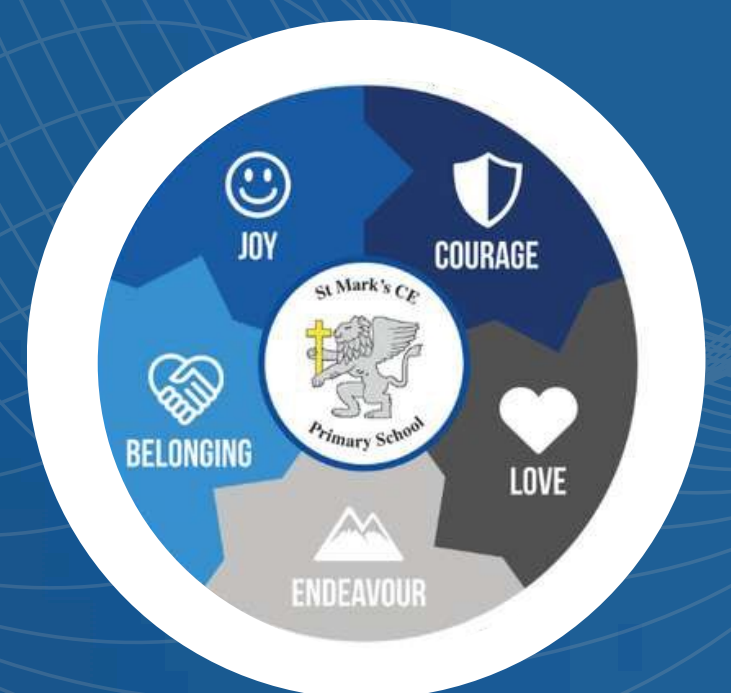 JOY
COURAGE
St Mark's CE
Primary School
BELONGING
LOVE
ENDEAVOUR